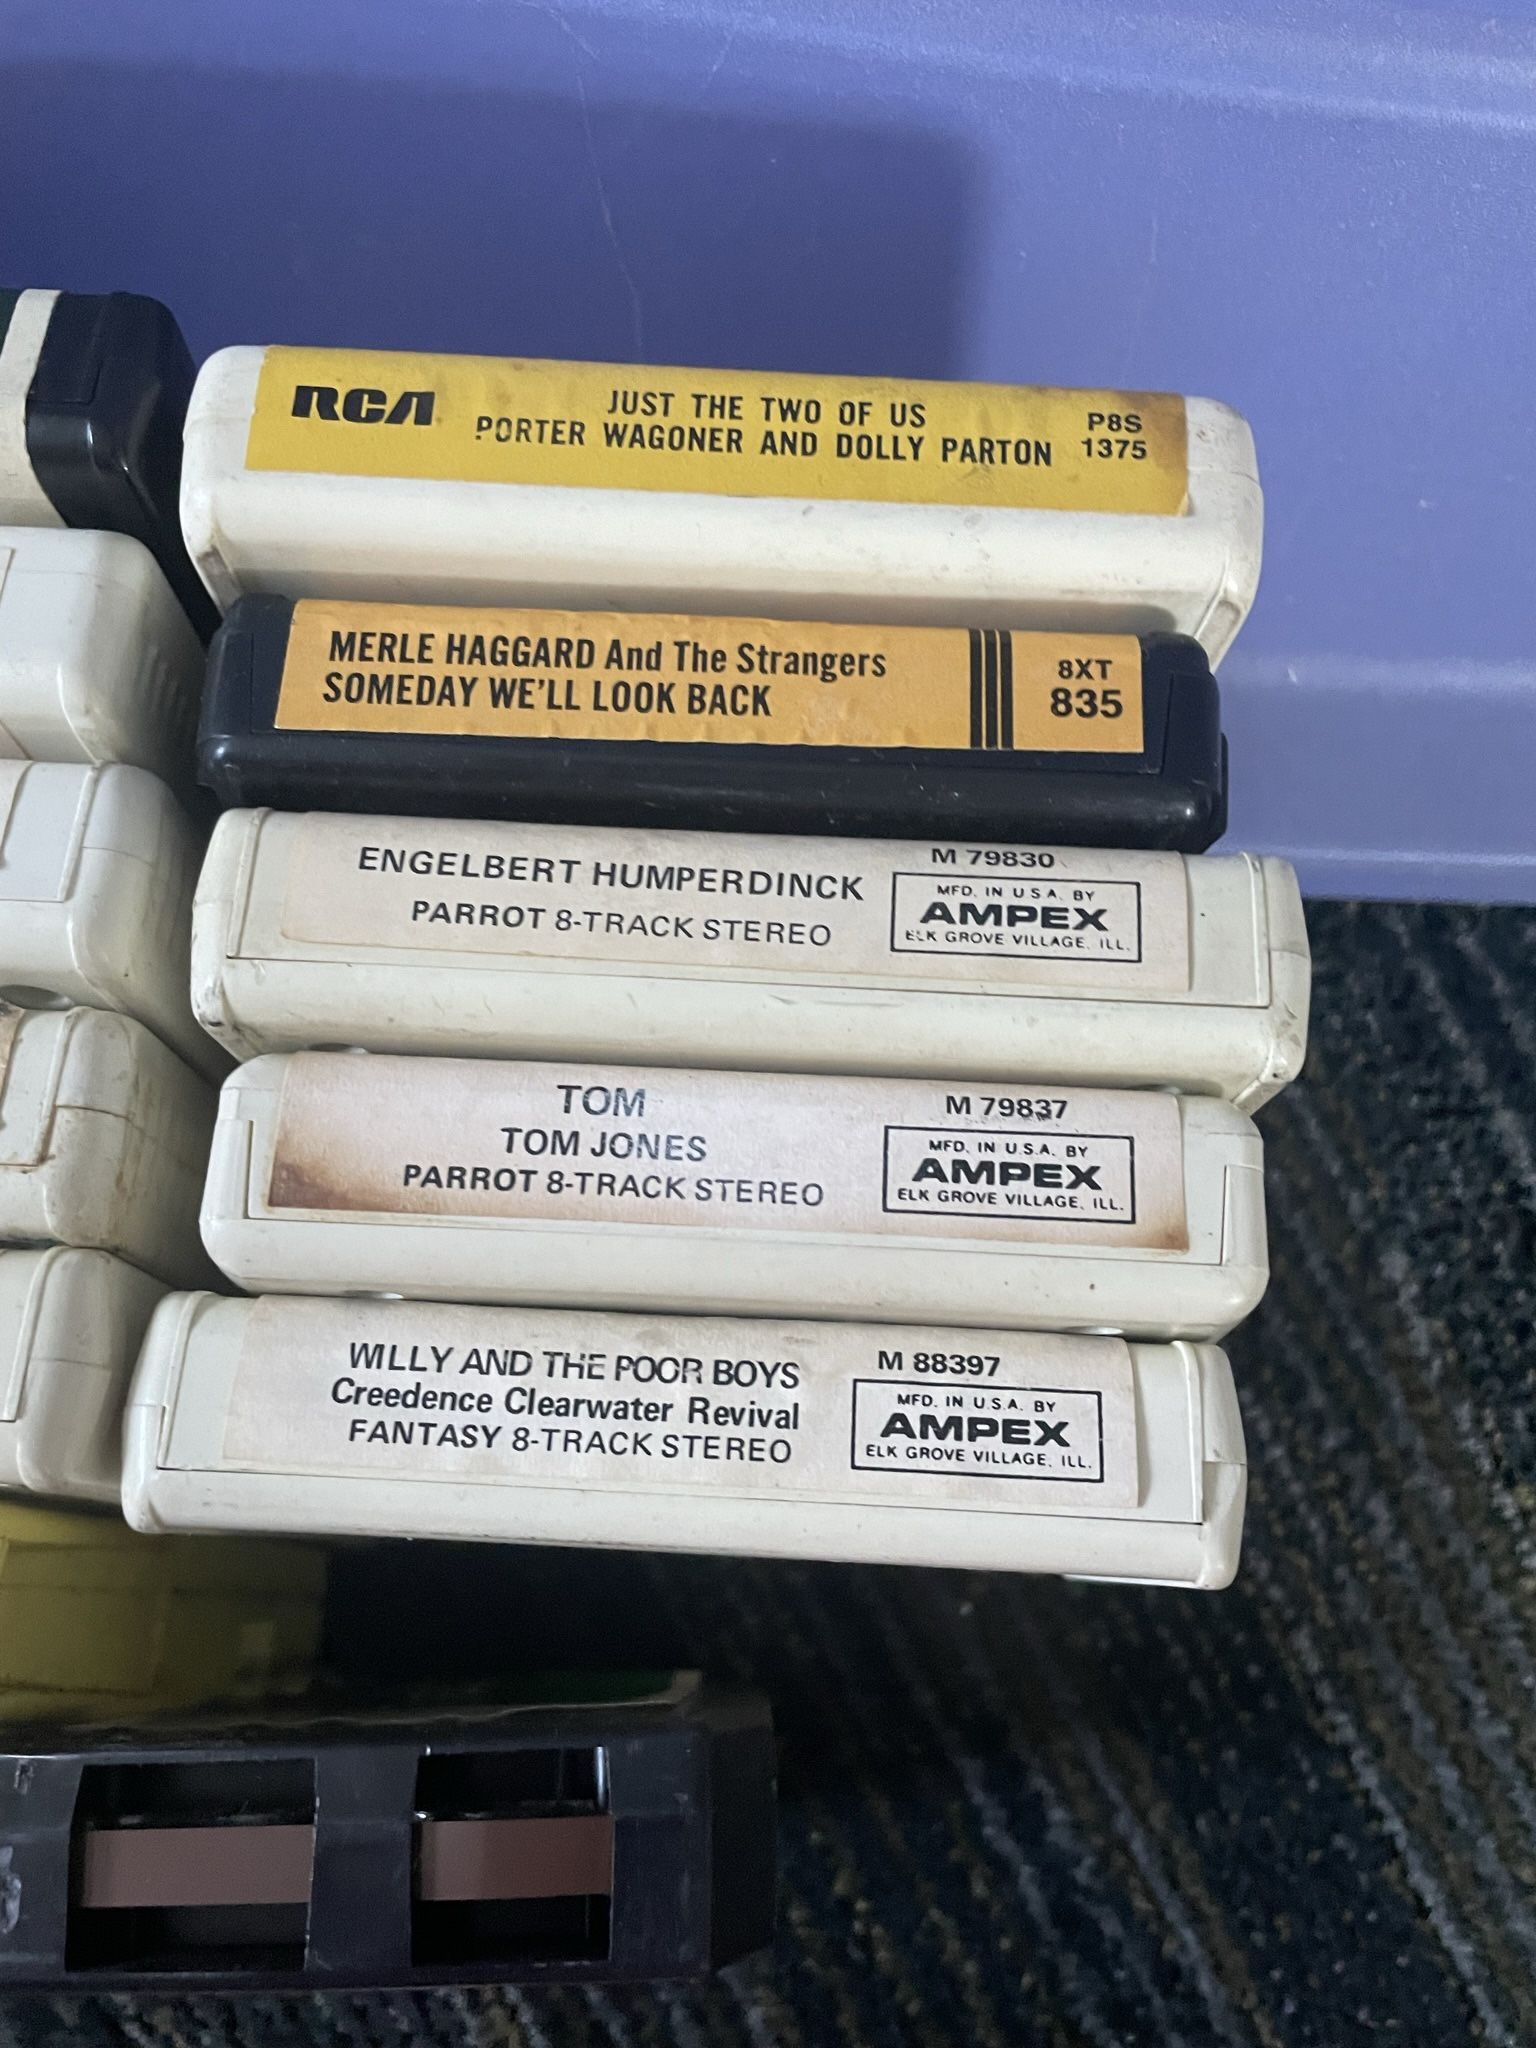 RCA
JUST THE TWO OF US
PORTER WAGONER AND DOLLY PARTON
P8S
1375
MERLE HAGGARD And The Strangers
SOMEDAY WE'LL LOOK BACK
8XT
835
ENGELBERT HUMPERDINCK
PARROT 8-TRACK STEREO
M 79830
MFD. IN U.S.A. BY
AMPEX
ELK GROVE VILLAGE, ILL.
TOM
TOM JONES
PARROT 8-TRACK STEREO
M 79837
MFD. IN U.S.A. BY
AMPEX
ELK GROVE VILLAGE, ILL.
WILLY AND THE POOR BOYS
Creedence Clearwater Revival
FANTASY 8-TRACK STEREO
M 88397
MFD. IN U.S.A. BY
AMPEX
ELK GROVE VILLAGE, ILL.